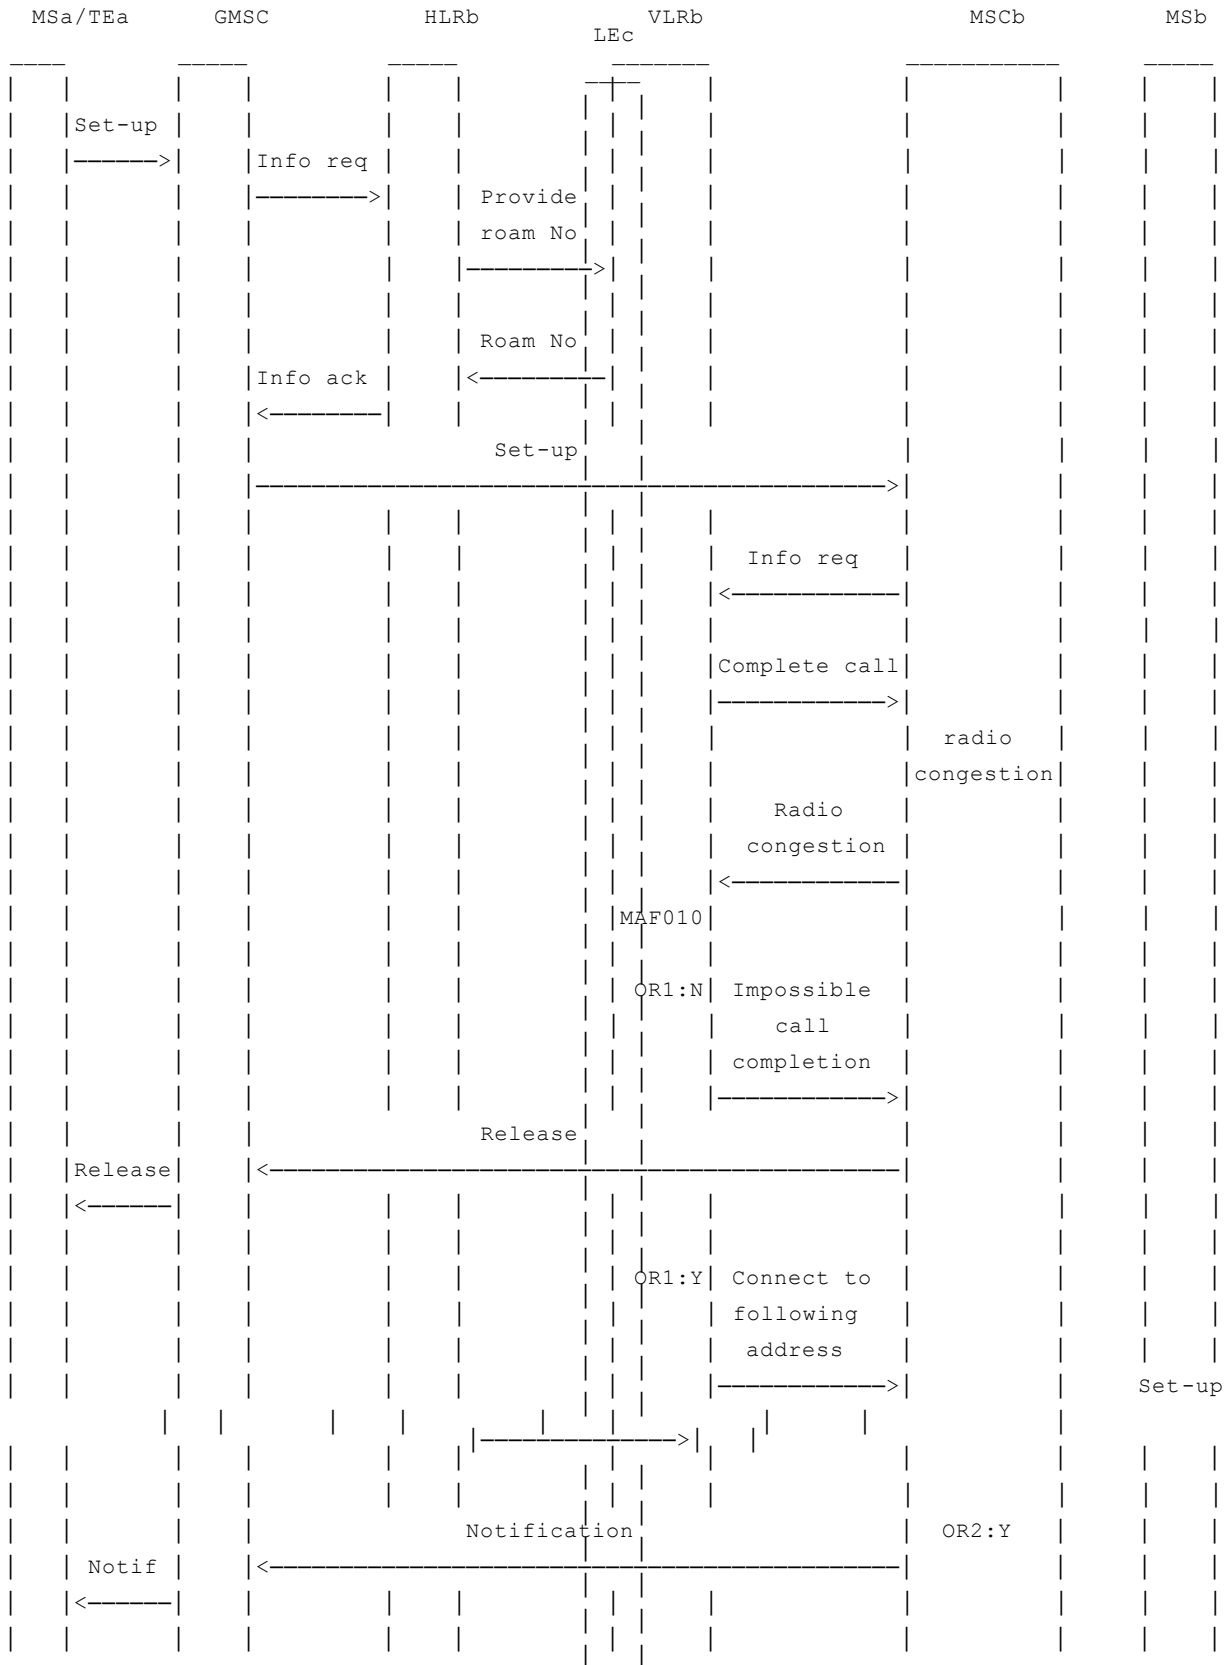 MSa/TEa GMSC HLRb VLRb MSCb MSb
LEc
Set-up
Info req
Provide
roam No
Roam No
Info ack
Set-up
Info req
Complete call
radio
congestion
Radio
congestion
MAF010
OR1:N Impossible
call
completion
Release
Release
OR1:Y Connect to
following
address
Set-up
Notification OR2:Y
Notif